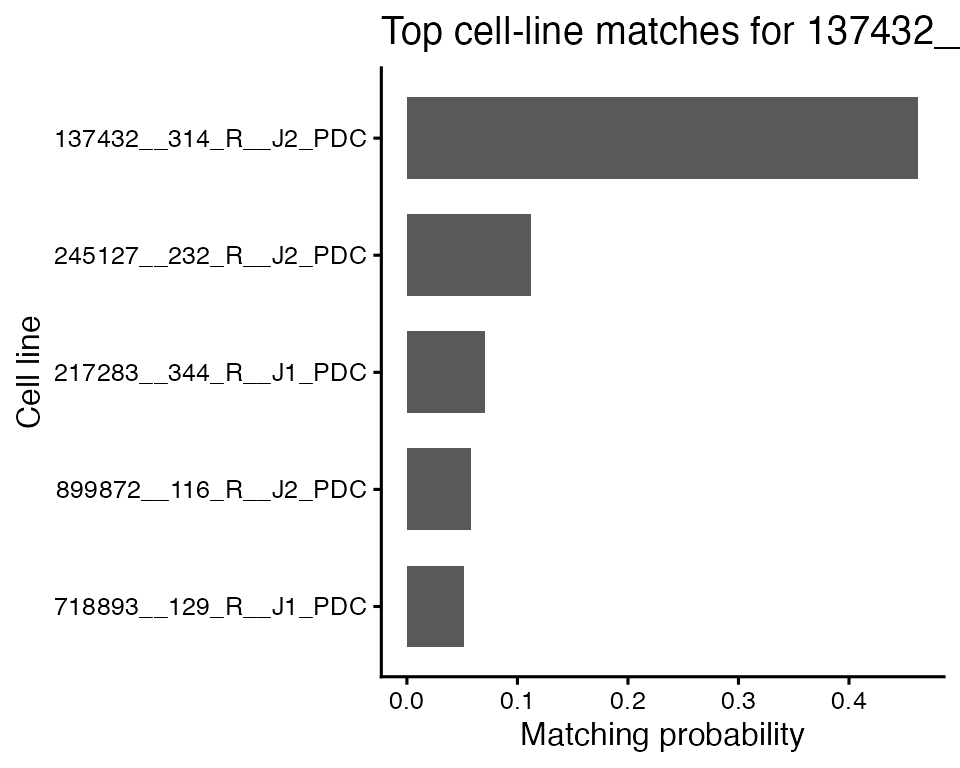 Top cell-line matches for 137432__
137432__314_R__J2_PDC
245127__232_R__J2_PDC
217283__344_R__J1_PDC
899872__116_R__J2_PDC
718893__129_R__J1_PDC
Cell line
0.0 0.1 0.2 0.3 0.4
Matching probability